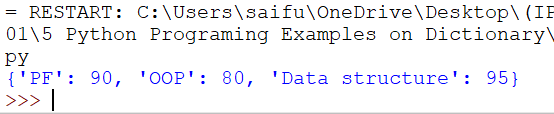 = RESTART: C:\Users\saifu\OneDrive\Desktop\(IP
01\5 Python Programing Examples on Dictionary\
py
{'PF': 90, 'OOP': 80, 'Data structure': 95}
>>>